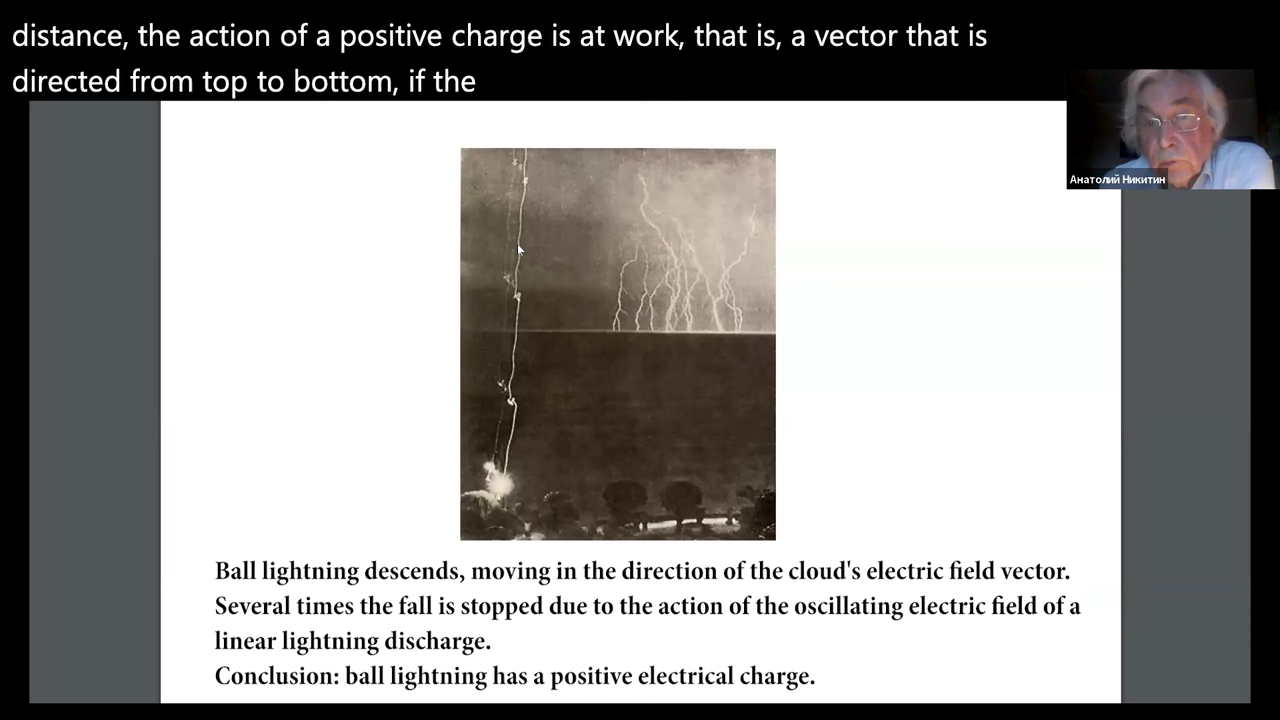 distance, the action of a positive charge is at work, that is, a vector that is
directed from top to bottom, if the
Анатолий Никитин
Ball lightning descends, moving in the direction of the cloud's electric field vector.
Several times the fall is stopped due to the action of the oscillating electric field of a
linear lightning discharge.
Conclusion: ball lightning has a positive electrical charge.